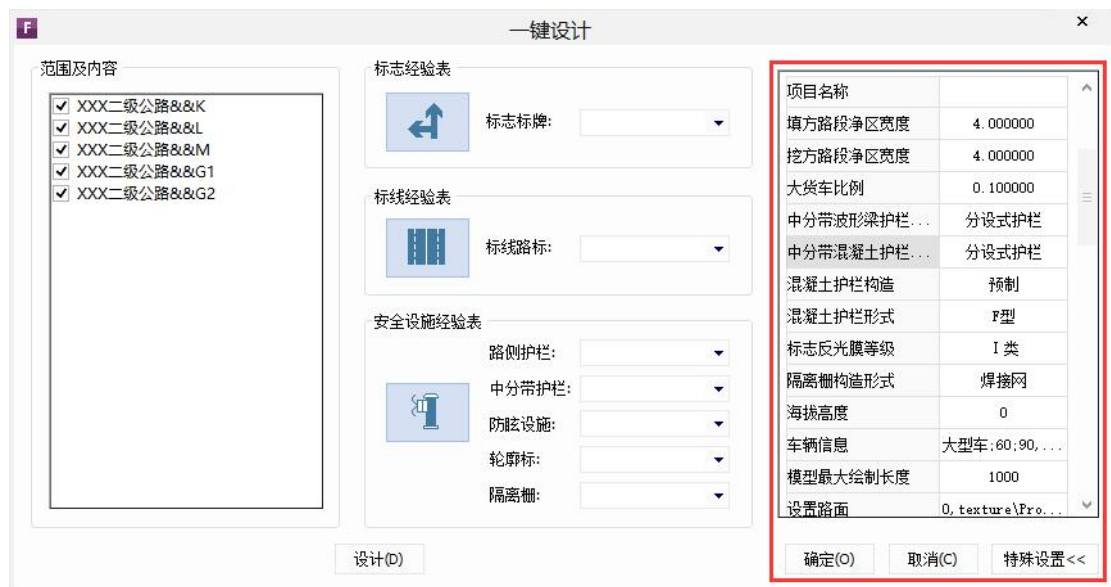 F
一键设计
×
范围及内容
XXX二级公路&&K
XXX二级公路&&L
XXX二级公路&&M
XXX二级公路&&G1
XXX二级公路&&G2
标志经验表
标志标牌:
标线经验表
标线路标:
安全设施经验表
路侧护栏:
中分带护栏:
防眩设施:
轮廓标:
隔离栅:
项目名称
填方路段净区宽度 4.000000
挖方路段净区宽度 4.000000
大货车比例 0.100000
中分带波形梁护栏... 分设式护栏
中分带混凝土护栏... 分设式护栏
混凝土护栏构造 预制
混凝土护栏形式 F型
标志反光膜等级 I类
隔离栅构造形式 焊接网
海拔高度 0
车辆信息 大型车;60;90,...
模型最大绘制长度 1000
设置路面 0,texture\Pro...
设计(D)
确定(O) 取消(C) 特殊设置<<